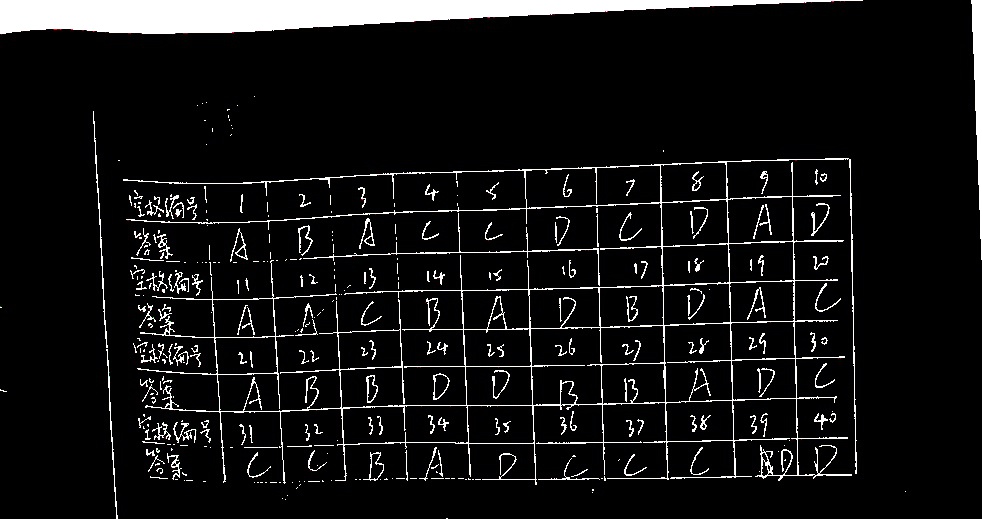 空格编号 1 2 3 4 5 6 7 8 9 10
答案 A B A C C D C D A D
空格编号 11 12 13 14 15 16 17 18 19 20
答案 A A C B A D B D A C
空格编号 21 22 23 24 25 26 27 28 29 30
答案 A B B D D B B A D C
空格编号 31 32 33 34 35 36 37 38 39 40
答案 C C B A D C C C D D